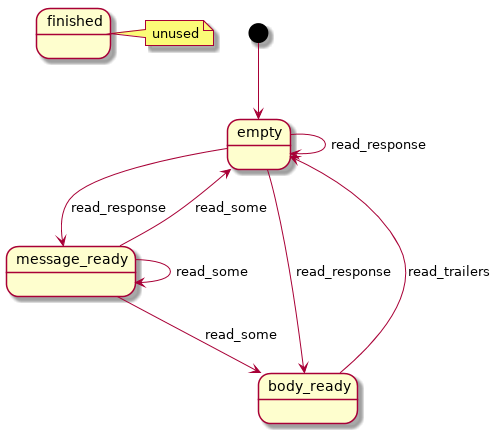 finished
unused
empty
read_response
read_response
read_some
message_ready
read_some
read_response
read_trailers
read_some
body_ready